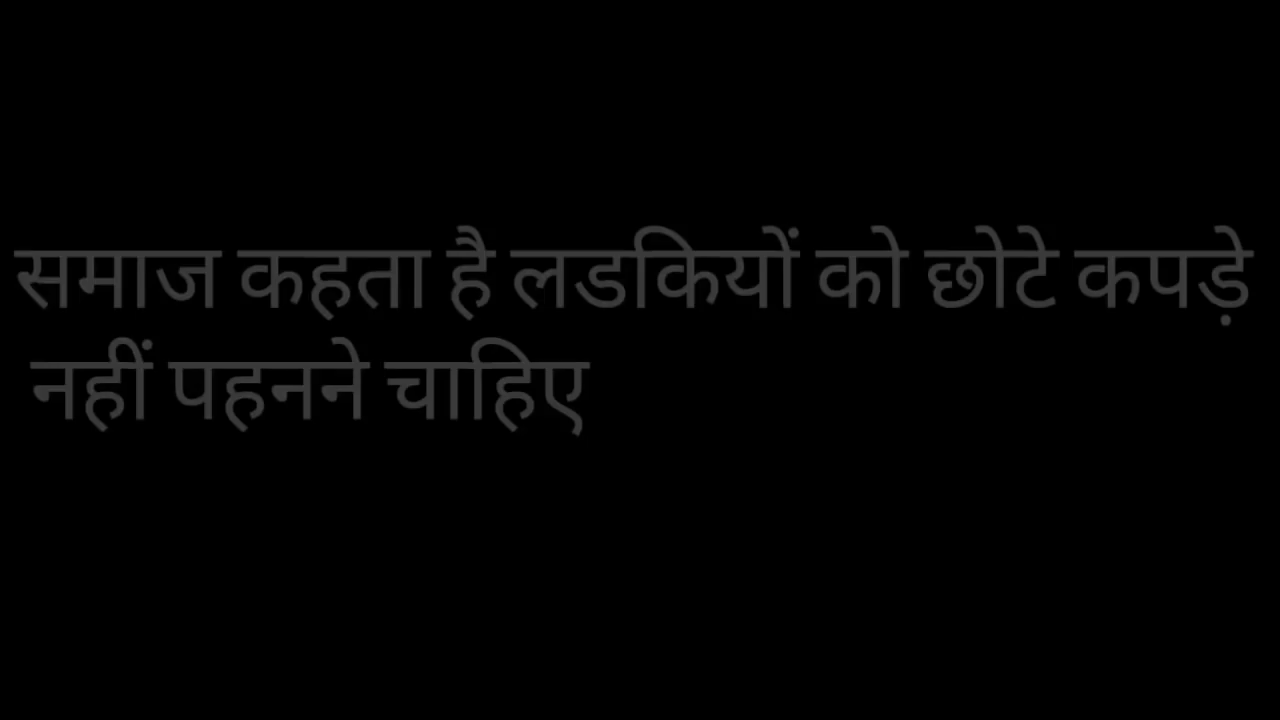 समाज कहता है लडकियों को छोटे कपड़े
नहीं पहनने चाहिए